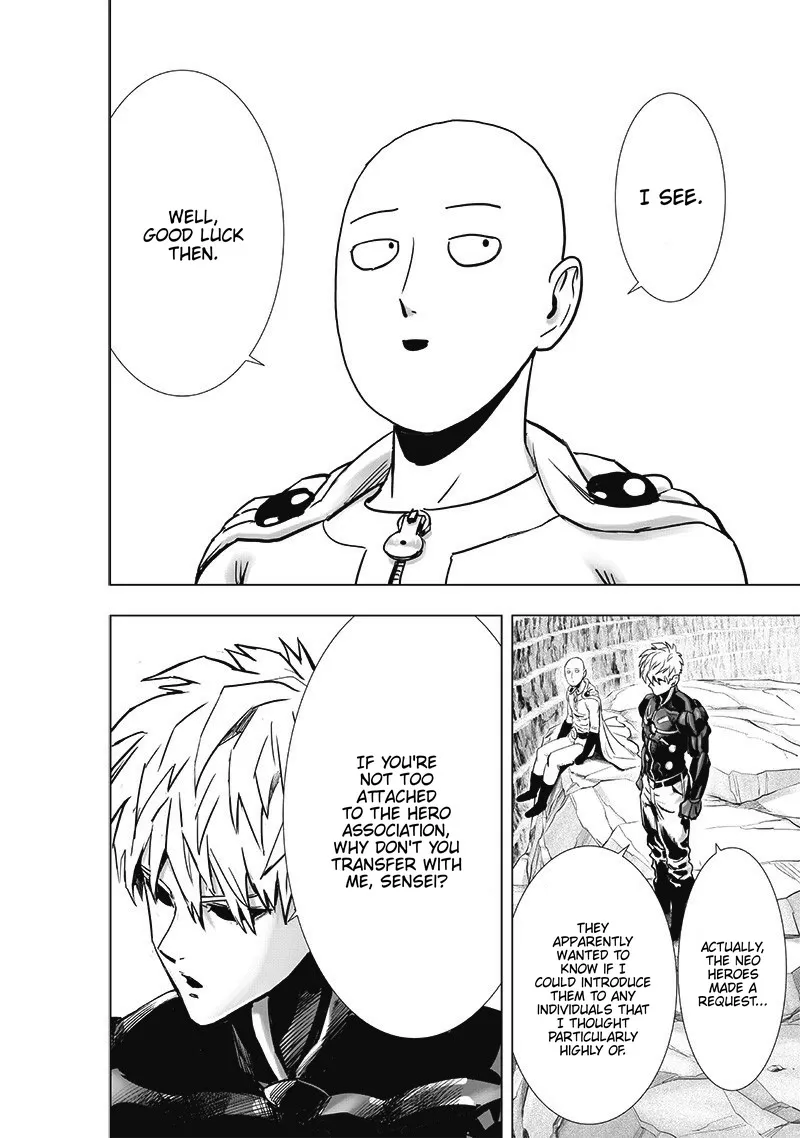 I SEE.
WELL,
GOOD LUCK
THEN.
ACTUALLY,
THE NEO
HEROES
MADE A
REQUEST...
THEY
APPARENTLY
WANTED TO
KNOW IF I
COULD INTRODUCE
THEM TO ANY
INDIVIDUALS THAT
I THOUGHT
PARTICULARLY
HIGHLY OF.
IF YOU'RE
NOT TOO
ATTACHED
TO THE HERO
ASSOCIATION,
WHY DON'T YOU
TRANSFER WITH
ME, SENSEI?